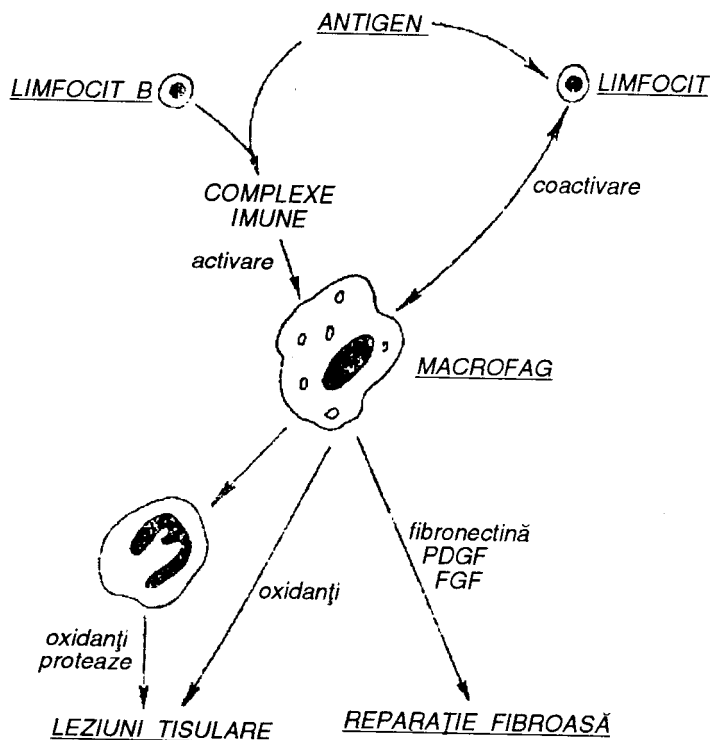 ANTIGEN
LIMFOCIT B
LIMFOCIT
COMPLEXE
IMUNE
coactivare
activare
MACROFAG
fibronectină
PDGF
FGF
oxidanţi
oxidanţi
proteaze
LEZIUNI TISULARE
REPARAŢIE FIBROASĂ